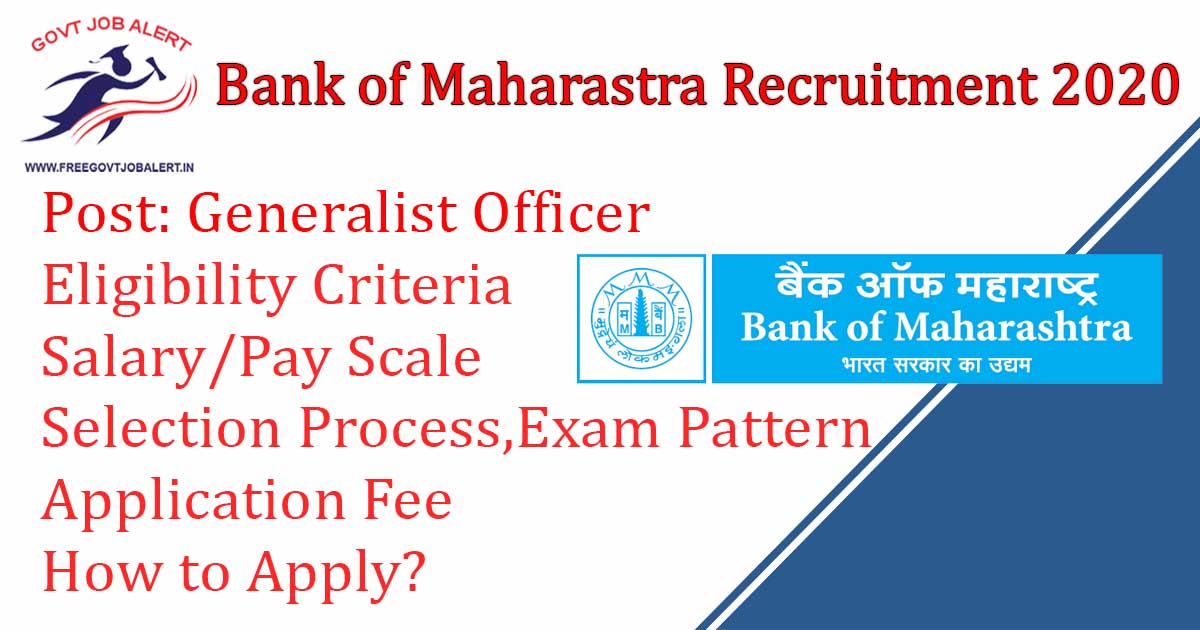 GOVT JOB ALERT
WWW.FREEGOVTJOBALERT.IN
Bank of Maharastra Recruitment 2020
Post: Generalist Officer
Eligibility Criteria
Salary/Pay Scale
Selection Process,Exam Pattern
Application Fee
How to Apply?
M M M M
म बैं
M B
बैंक ऑफ महाराष्ट्र
Bank of Maharashtra
भारत सरकार का उद्यम